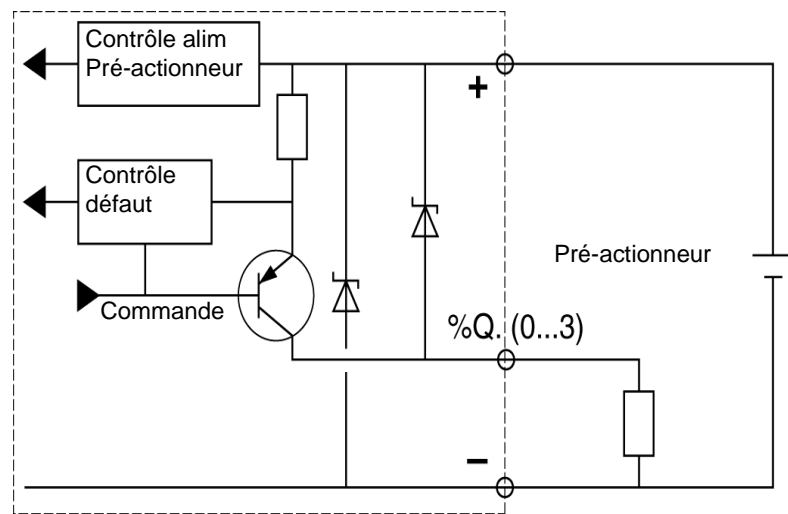 Contrôle alim
Pré-actionneur
+
Contrôle
défaut
Pré-actionneur
Commande
%Q. (0...3)
−